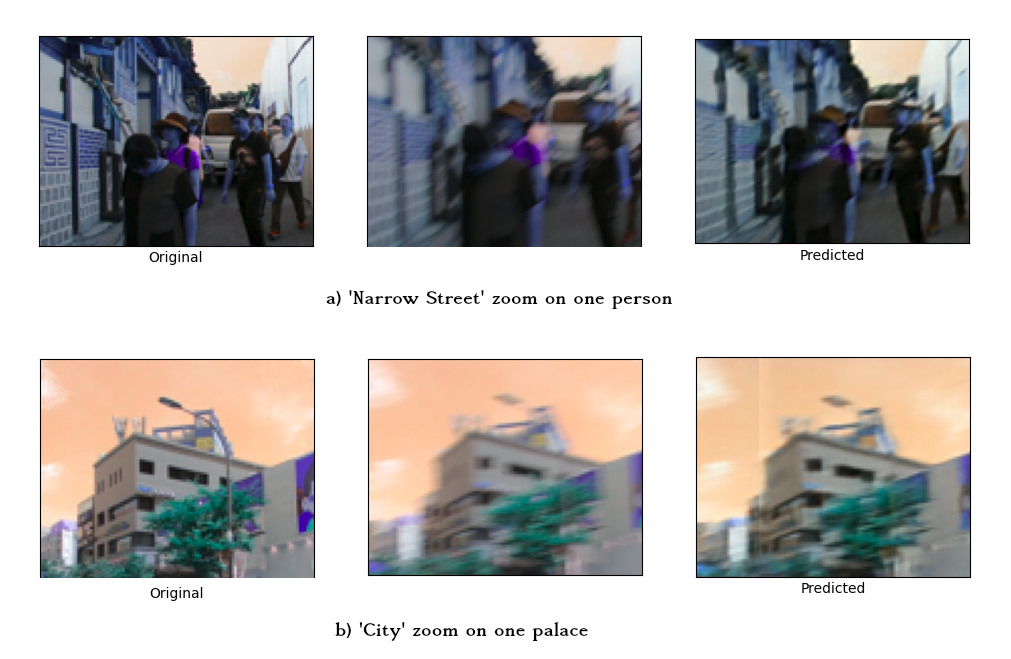 Original
Predicted
a) 'Narrow Street' zoom on one person
Original
Predicted
b) 'City' zoom on one palace